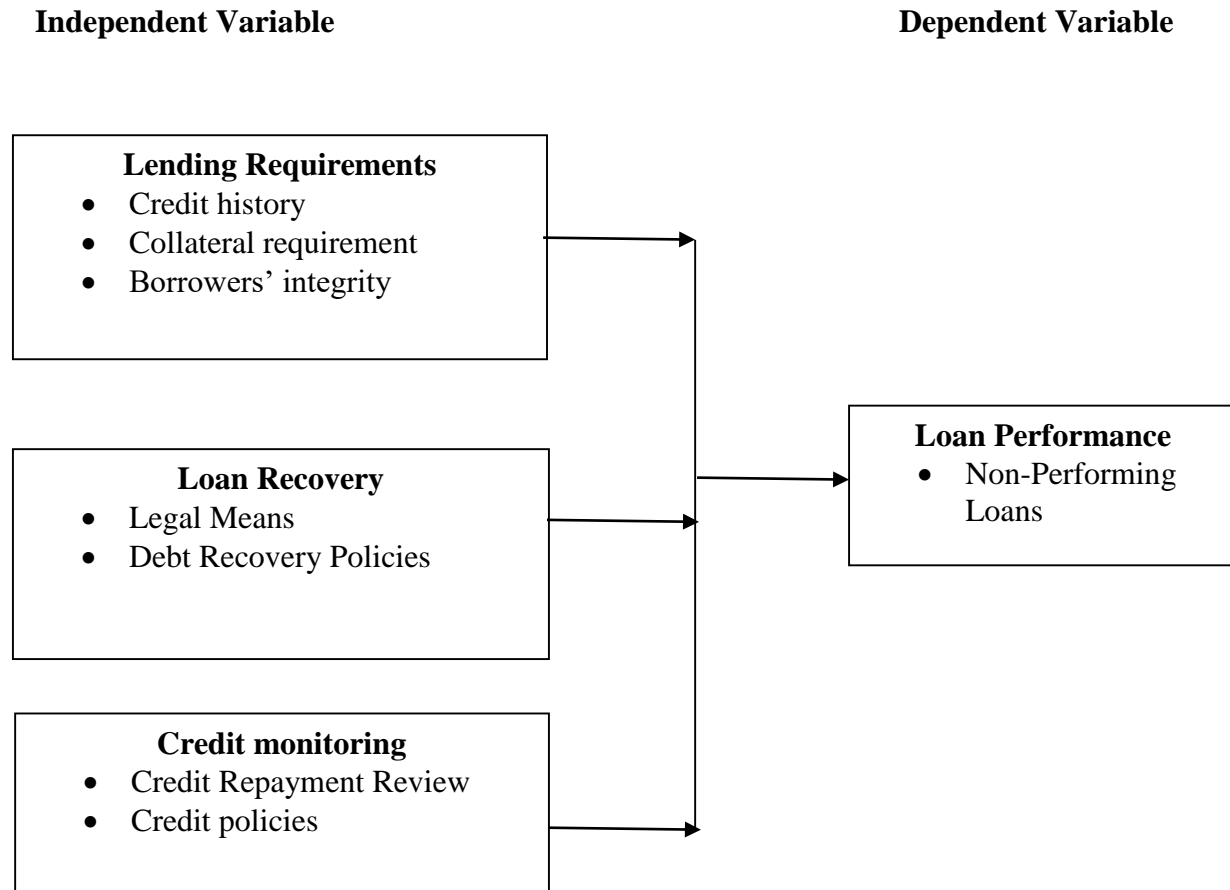 Independent Variable
Dependent Variable
Lending Requirements
• Credit history
• Collateral requirement
• Borrowers’ integrity
Loan Recovery
• Legal Means
• Debt Recovery Policies
Credit monitoring
• Credit Repayment Review
• Credit policies
Loan Performance
• Non-Performing
Loans